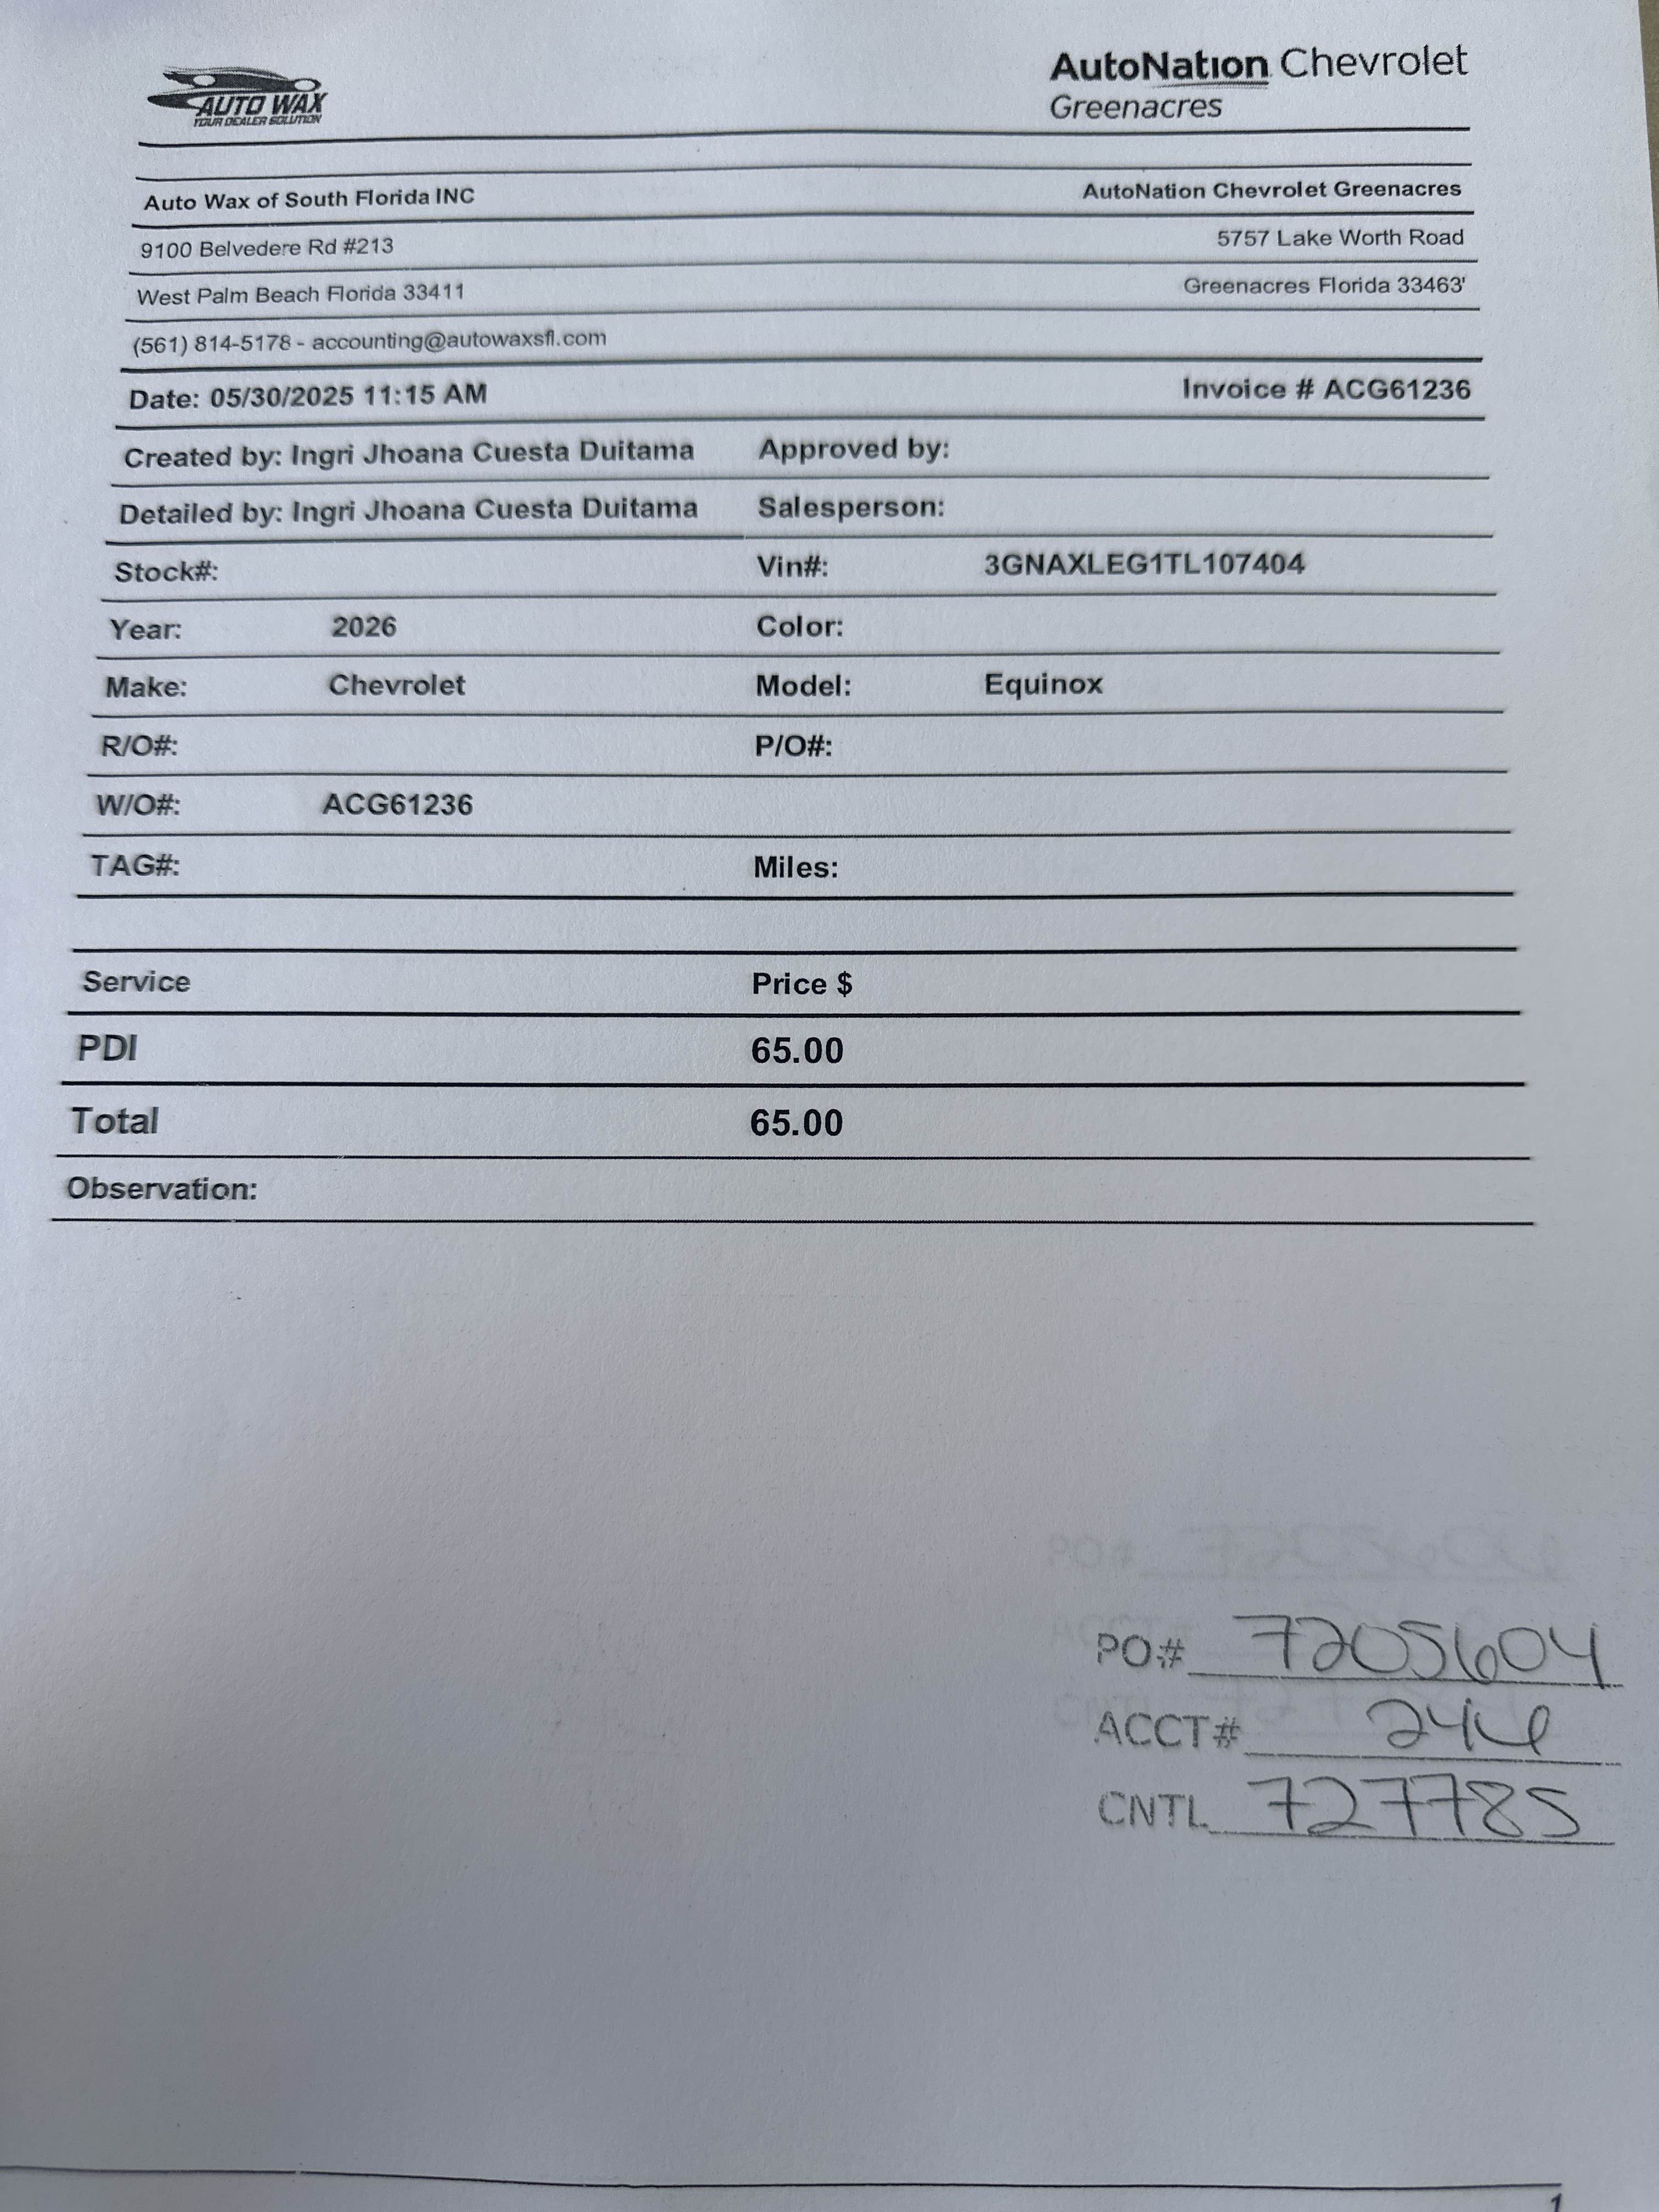 AUTO WAX
YOUR DEALER SOLUTION
AutoNation Chevrolet
Greenacres
Auto Wax of South Florida INC AutoNation Chevrolet Greenacres
9100 Belvedere Rd #213 5757 Lake Worth Road
West Palm Beach Florida 33411 Greenacres Florida 33463'
(561) 814-5178 - accounting@autowaxsfl.com
Date: 05/30/2025 11:15 AM Invoice # ACG61236
Created by: Ingri Jhoana Cuesta Duitama Approved by:
Detailed by: Ingri Jhoana Cuesta Duitama Salesperson:
Stock#: Vin#: 3GNAXLEG1TL107404
Year: 2026 Color:
Make: Chevrolet Model: Equinox
R/O#: P/O#:
W/O#: ACG61236
TAG#: Miles:
Service Price $
PDI 65.00
Total 65.00
Observation:
PO# 7205604
ACCT#
CNTL 727785
1